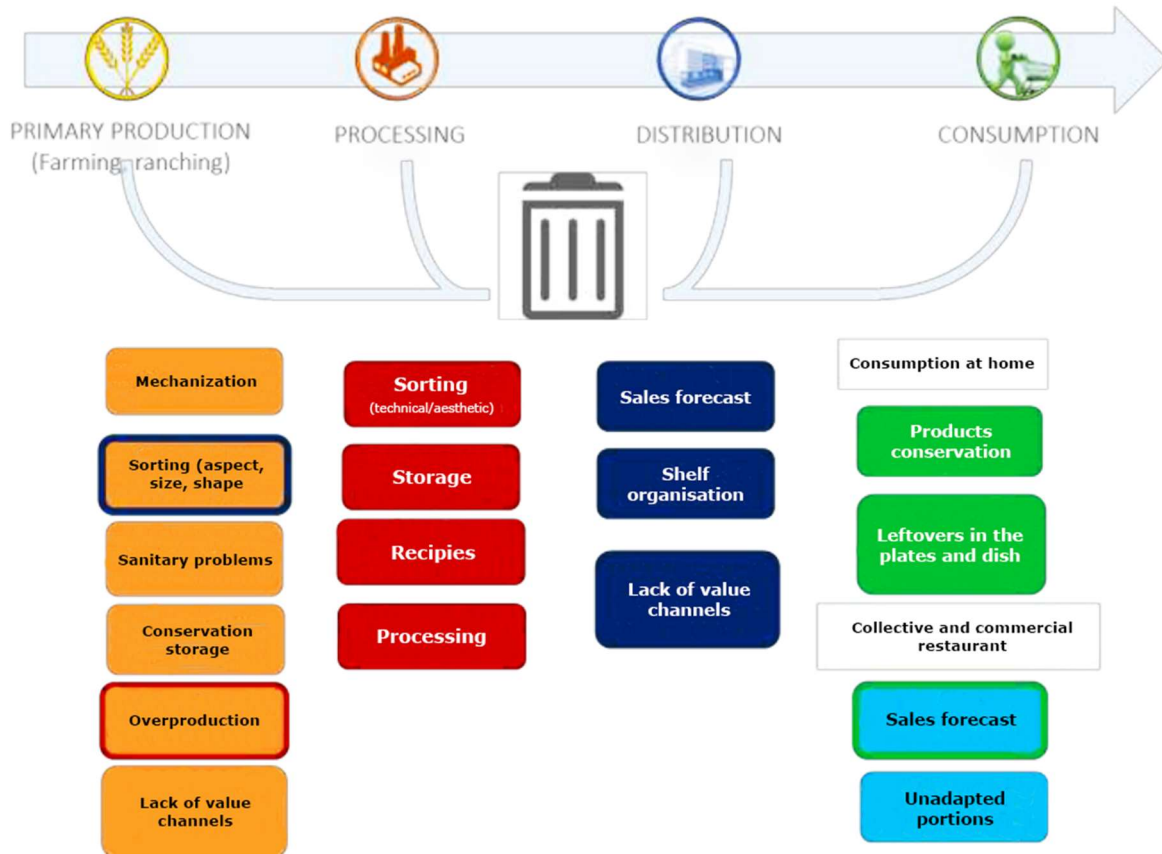 PRIMARY PRODUCTION
(Farming, ranching)
PROCESSING
DISTRIBUTION
CONSUMPTION
Mechanization
Sorting (aspect,
size, shape
Sanitary problems
Conservation
storage
Overproduction
Lack of value
channels
Sorting
(technical/aesthetic)
Storage
Recipies
Processing
Sales forecast
Shelf
organisation
Lack of value
channels
Consumption at home
Products
conservation
Leftovers in the
plates and dish
Collective and commercial
restaurant
Sales forecast
Unadapted
portions